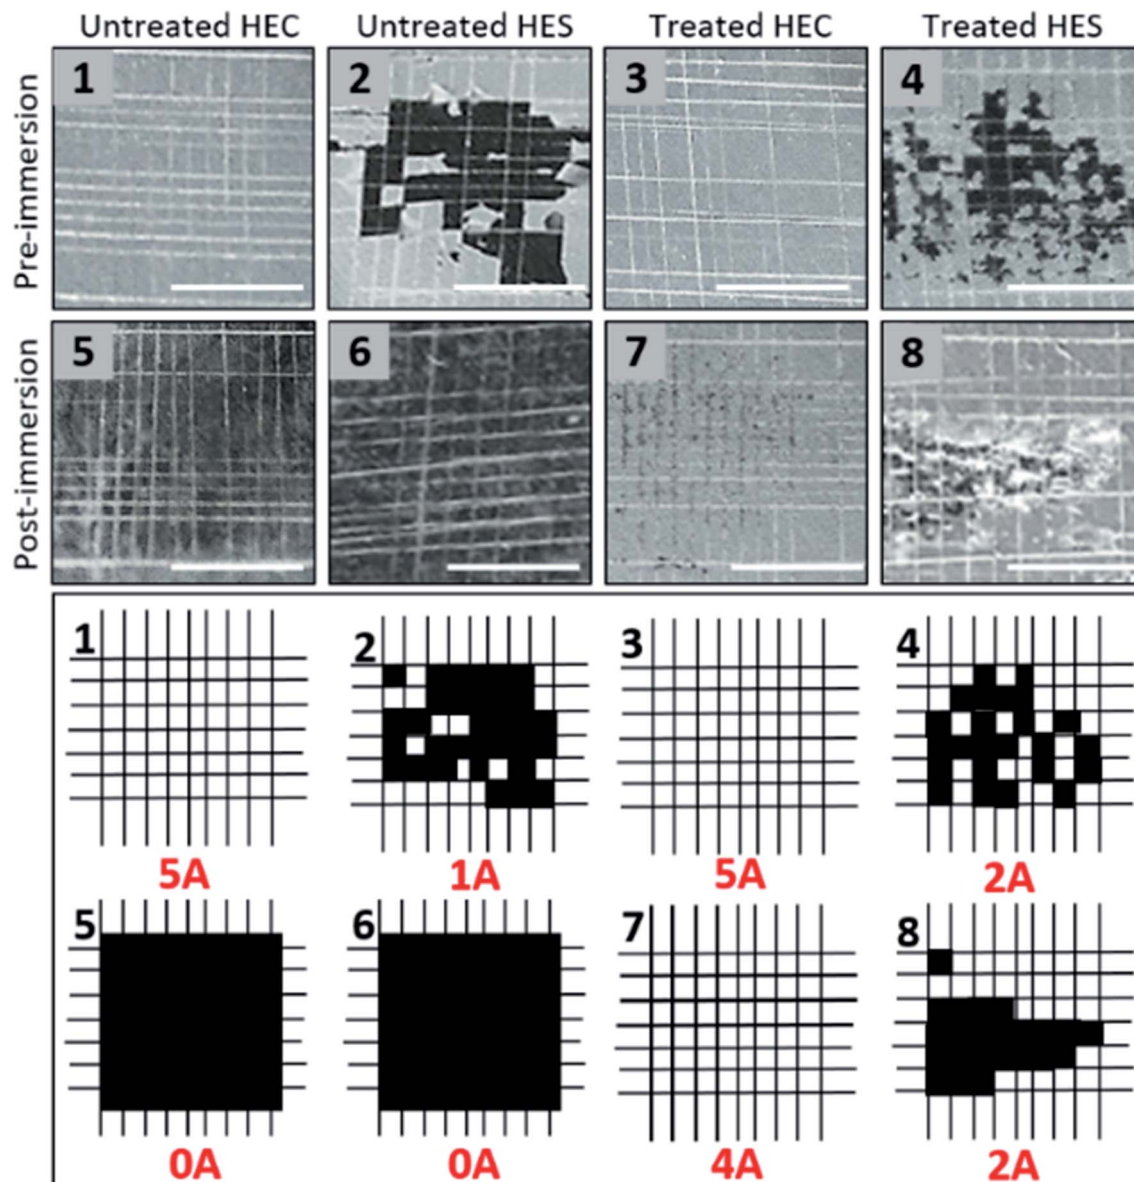 Untreated HEC Untreated HES Treated HEC Treated HES
Pre-immersion
1 2 3 4
Post-immersion
5 6 7 8
1 2 3 4
5A 1A 5A 2A
5 6 7 8
0A 0A 4A 2A